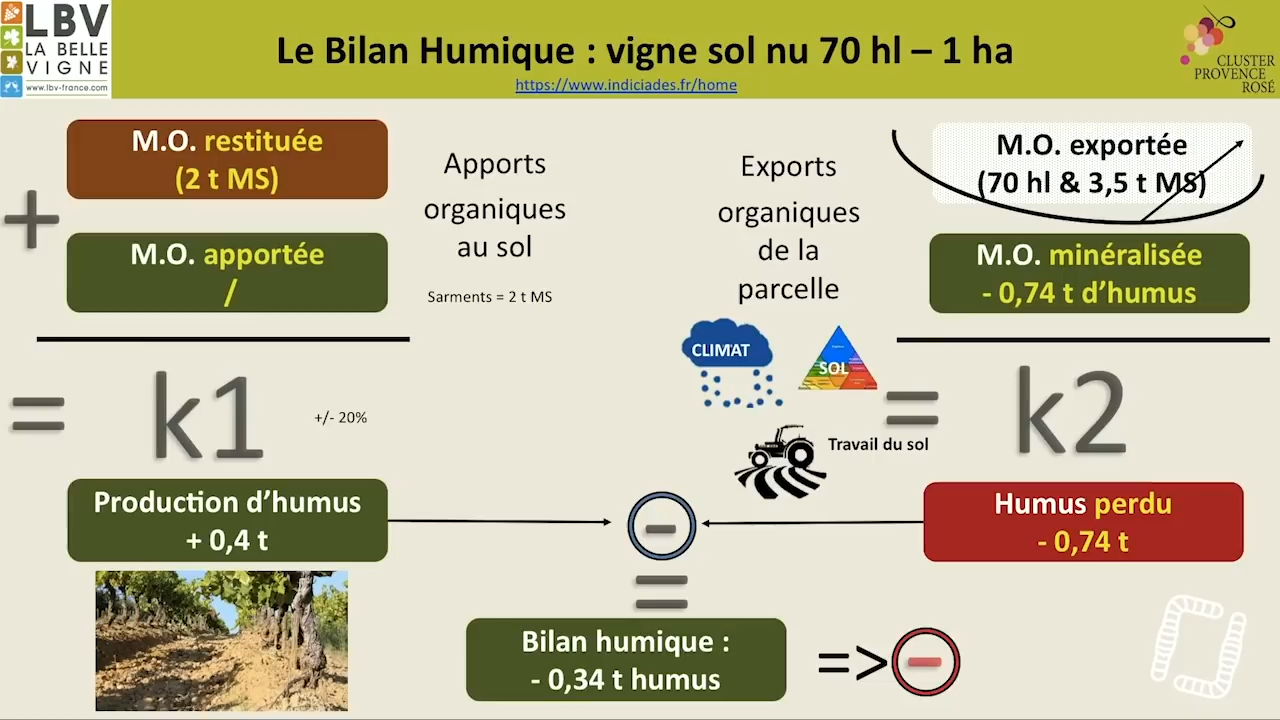 LBV
LA BELLE
VIGNE
www.lbv-france.com
Le Bilan Humique : vigne sol nu 70 hl – 1 ha
https://www.indiciades.fr/home
CLUSTER
PROVENCE
ROSÉ
M.O. restituée
(2 t MS)
+
M.O. apportée
/
Apports
organiques
au sol
Sarments = 2 t MS
Exports
organiques
de la
parcelle
M.O. exportée
(70 hl & 3,5 t MS)
M.O. minéralisée
- 0,74 t d’humus
CLIMAT
SOL
= k1
+/- 20%
= k2
Travail du sol
Production d’humus
+ 0,4 t
-
Humus perdu
- 0,74 t
=
Bilan humique :
- 0,34 t humus
=> -